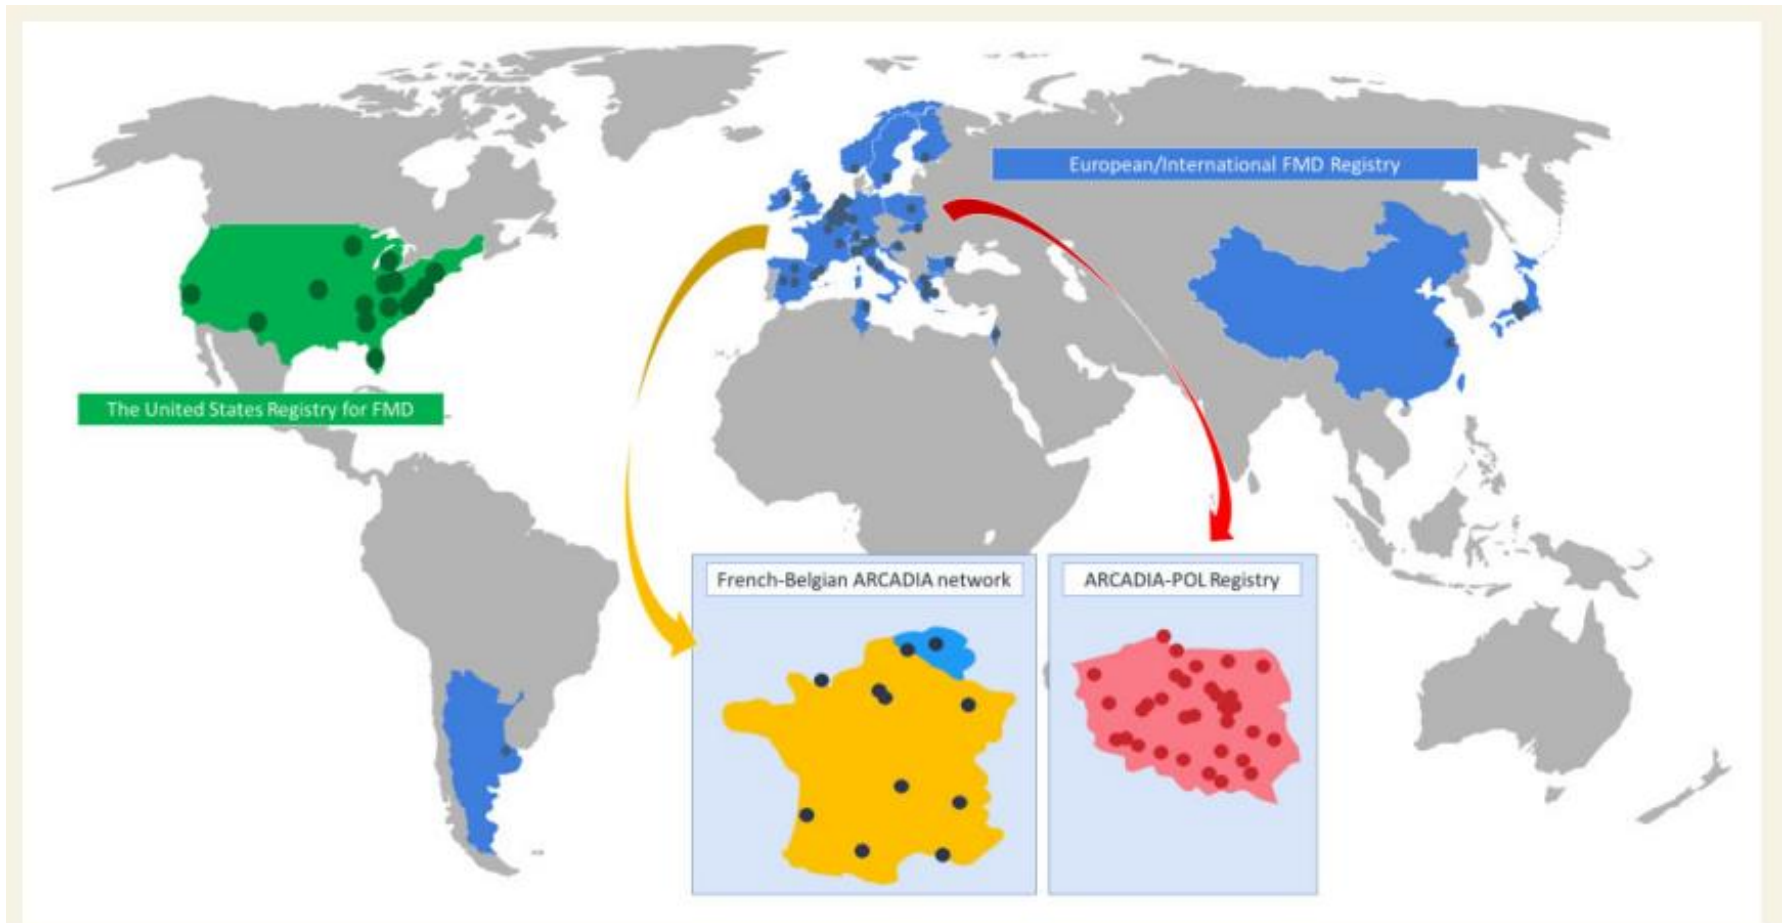 European/International FMD Registry
The United States Registry for FMD
French-Belgian ARCADIA network
ARCADIA-POL Registry